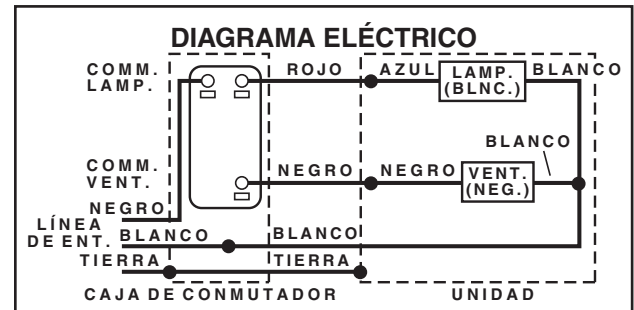 DIAGRAMA ELÉCTRICO
COMM. LAMP.
ROJO
AZUL
LAMP. (BLNC.)
BLANCO
BLANCO
COMM. VENT.
NEGRO
NEGRO
VENT. (NEG.)
NEGRO
LÍNEA DE ENT.
BLANCO
BLANCO
TIERRA
TIERRA
CAJA DE CONMUTADOR
UNIDAD